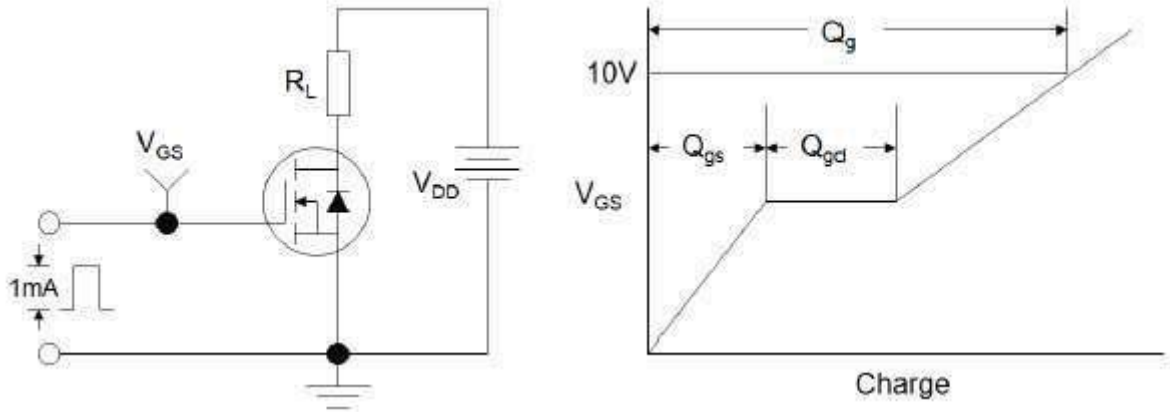 R_L
V_GS
V_DD
1mA
Q_g
10V
Q_gs
Q_gd
V_GS
Charge